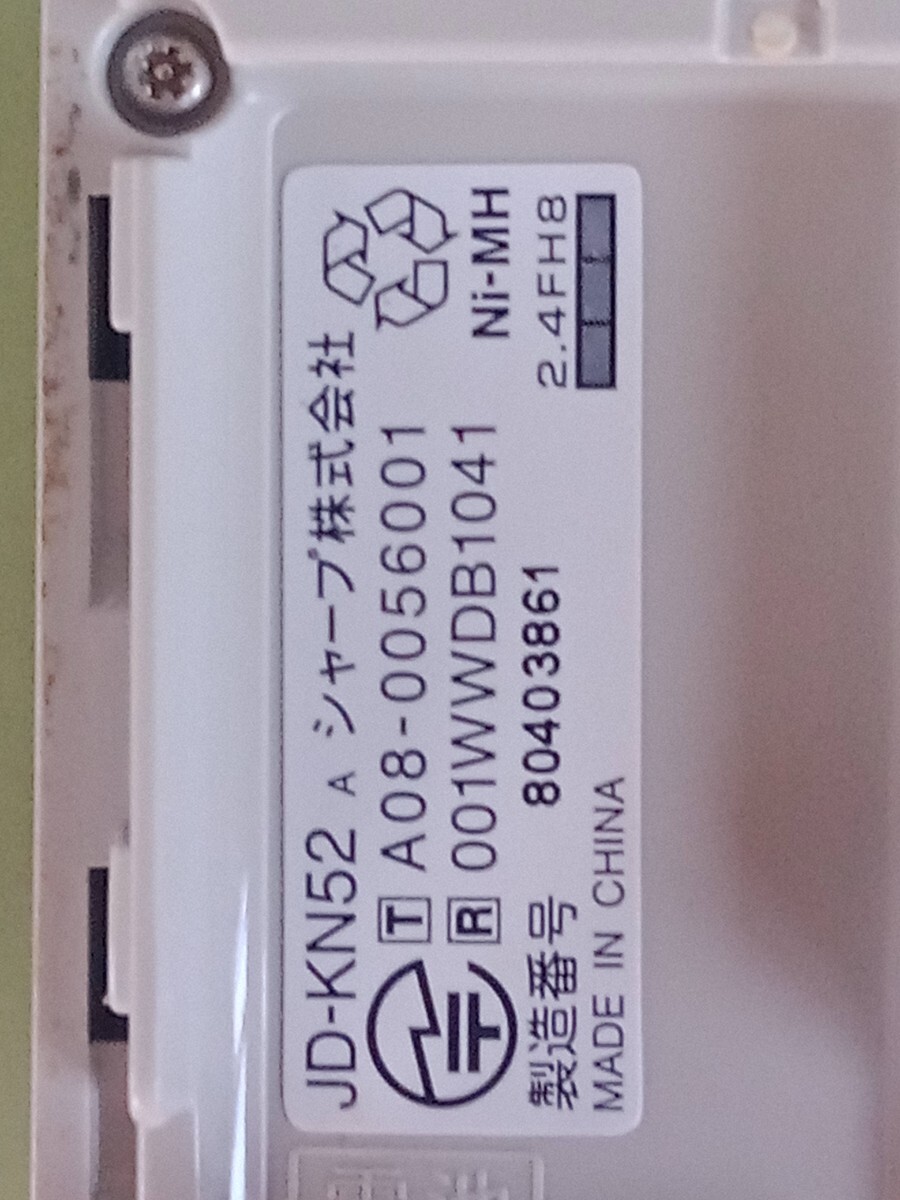 JD-KN52 A シャープ株式会社
T A08-0056001
R 001WWDB1041
Ni-MH
製造番号 80403861
2.4FH8
MADE IN CHINA